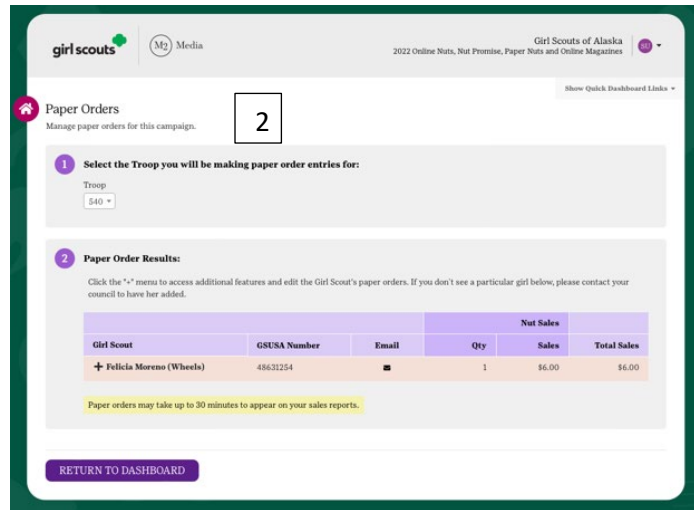 girl scouts
M2 Media
Girl Scouts of Alaska
2022 Online Nuts, Nut Promise, Paper Nuts and Online Magazines
SU
Show Quick Dashboard Links
Paper Orders
Manage paper orders for this campaign.
2
1 Select the Troop you will be making paper order entries for:
Troop
540
2 Paper Order Results:
Click the "+" menu to access additional features and edit the Girl Scout's paper orders. If you don't see a particular girl below, please contact your
council to have her added.
Nut Sales
Girl Scout GSUSA Number Email Qty Sales Total Sales
+ Felicia Moreno (Wheels) 48631254 1 $6.00 $6.00
Paper orders may take up to 30 minutes to appear on your sales reports.
RETURN TO DASHBOARD